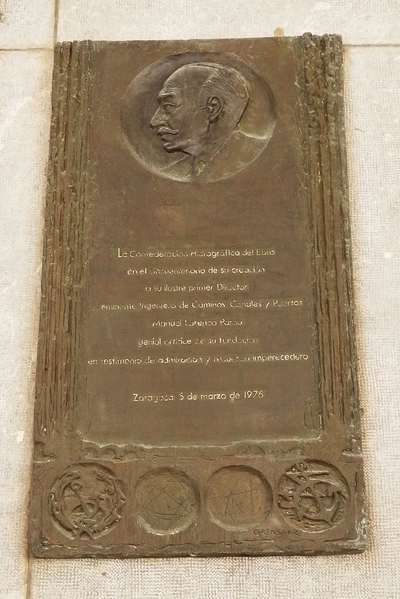 La Confederación Hidrográfica del Ebro
en el cincuentenario de su creación
a su ilustre primer Director
eminente Ingeniero de Caminos, Canales y Puertos
Manuel Lorenzo Pardo
genial artífice de su fundación
en testimonio de admiración y recuerdo imperecedero
Zaragoza, 5 de marzo de 1976